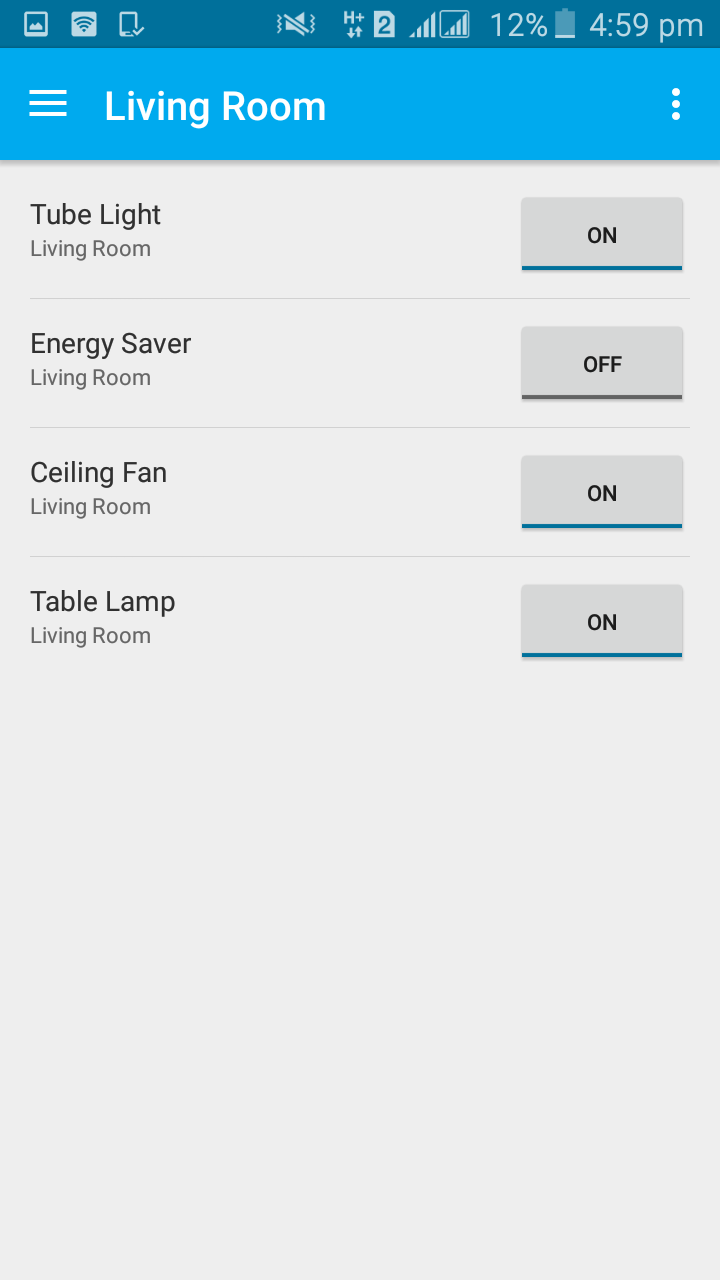 H+ 2 12% 4:59 pm
Living Room
Tube Light
Living Room
ON
Energy Saver
Living Room
OFF
Ceiling Fan
Living Room
ON
Table Lamp
Living Room
ON